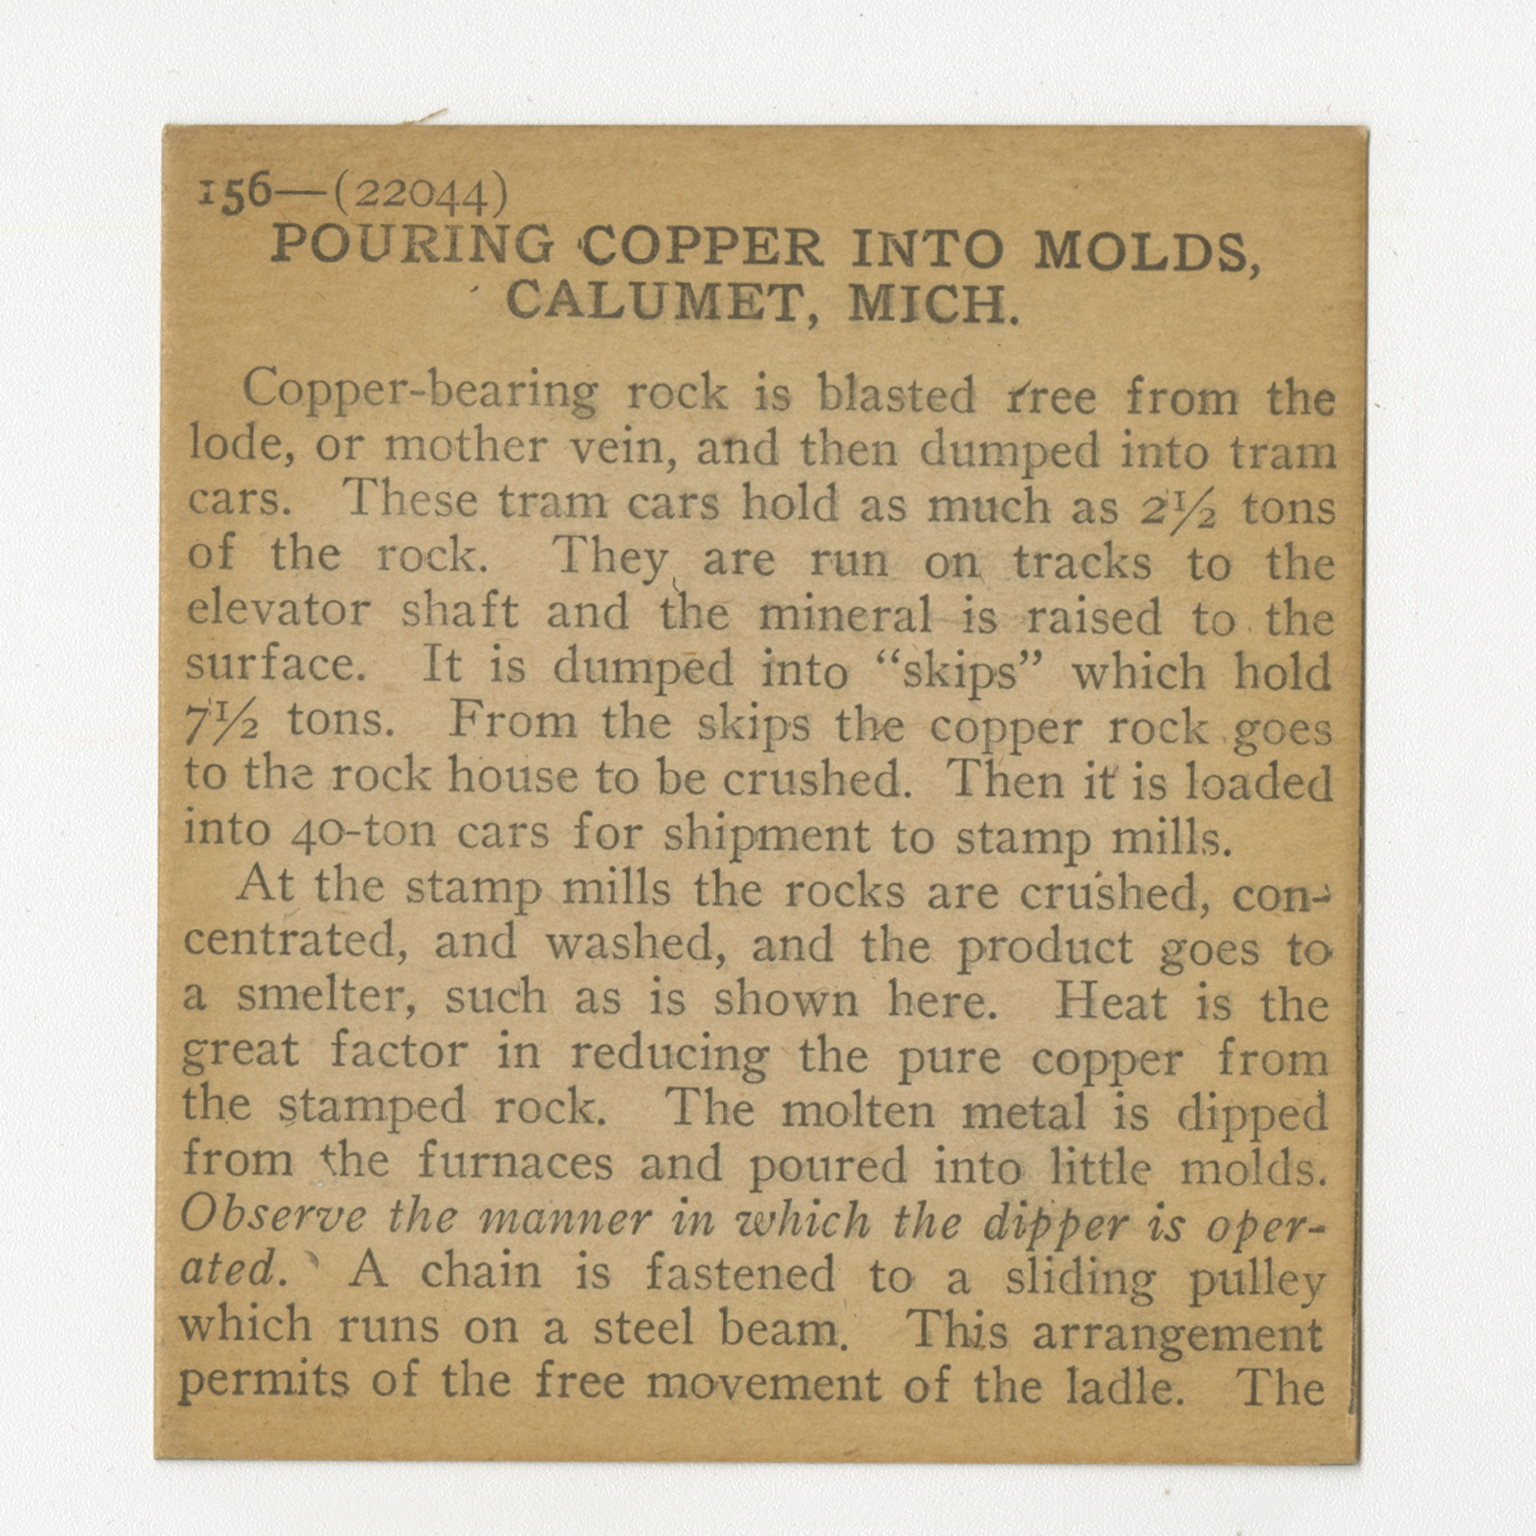 156—(22044)
POURING COPPER INTO MOLDS,
CALUMET, MICH.
Copper-bearing rock is blasted free from the
lode, or mother vein, and then dumped into tram
cars. These tram cars hold as much as 2½ tons
of the rock. They are run on tracks to the
elevator shaft and the mineral is raised to the
surface. It is dumped into “skips” which hold
7½ tons. From the skips the copper rock goes
to the rock house to be crushed. Then it is loaded
into 40-ton cars for shipment to stamp mills.
At the stamp mills the rocks are crushed, con-
centrated, and washed, and the product goes to
a smelter, such as is shown here. Heat is the
great factor in reducing the pure copper from
the stamped rock. The molten metal is dipped
from the furnaces and poured into little molds.
Observe the manner in which the dipper is oper-
ated. A chain is fastened to a sliding pulley
which runs on a steel beam. This arrangement
permits of the free movement of the ladle. The